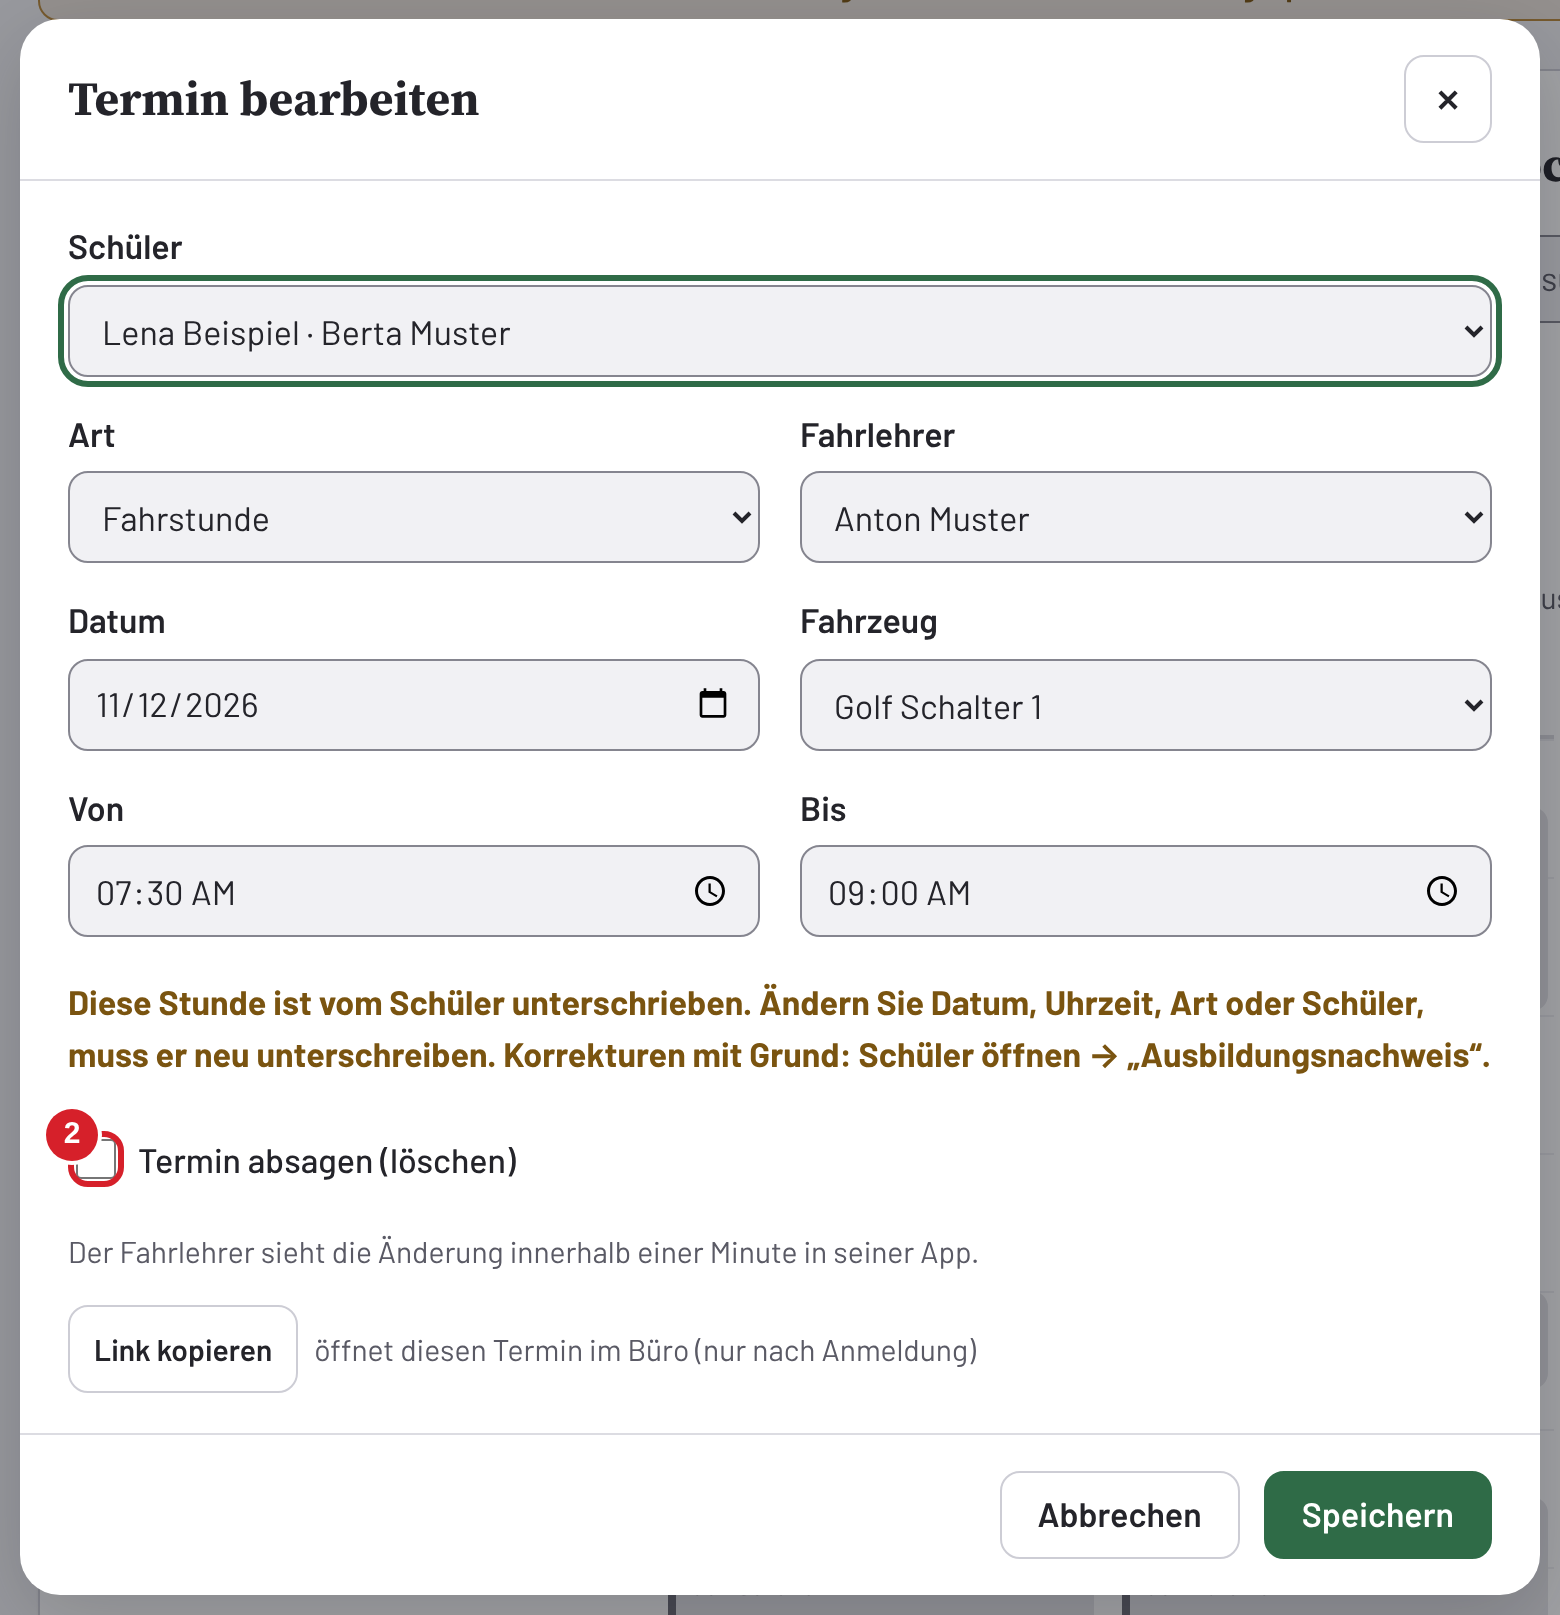 Termin bearbeiten
×
Schüler
Lena Beispiel · Berta Muster
Art
Fahrlehrer
Fahrstunde
Anton Muster
Datum
Fahrzeug
11/12/2026
Golf Schalter 1
Von
Bis
07:30 AM
09:00 AM
Diese Stunde ist vom Schüler unterschrieben. Ändern Sie Datum, Uhrzeit, Art oder Schüler,
muss er neu unterschreiben. Korrekturen mit Grund: Schüler öffnen → „Ausbildungsnachweis“.
2
Termin absagen (löschen)
Der Fahrlehrer sieht die Änderung innerhalb einer Minute in seiner App.
Link kopieren
öffnet diesen Termin im Büro (nur nach Anmeldung)
Abbrechen
Speichern